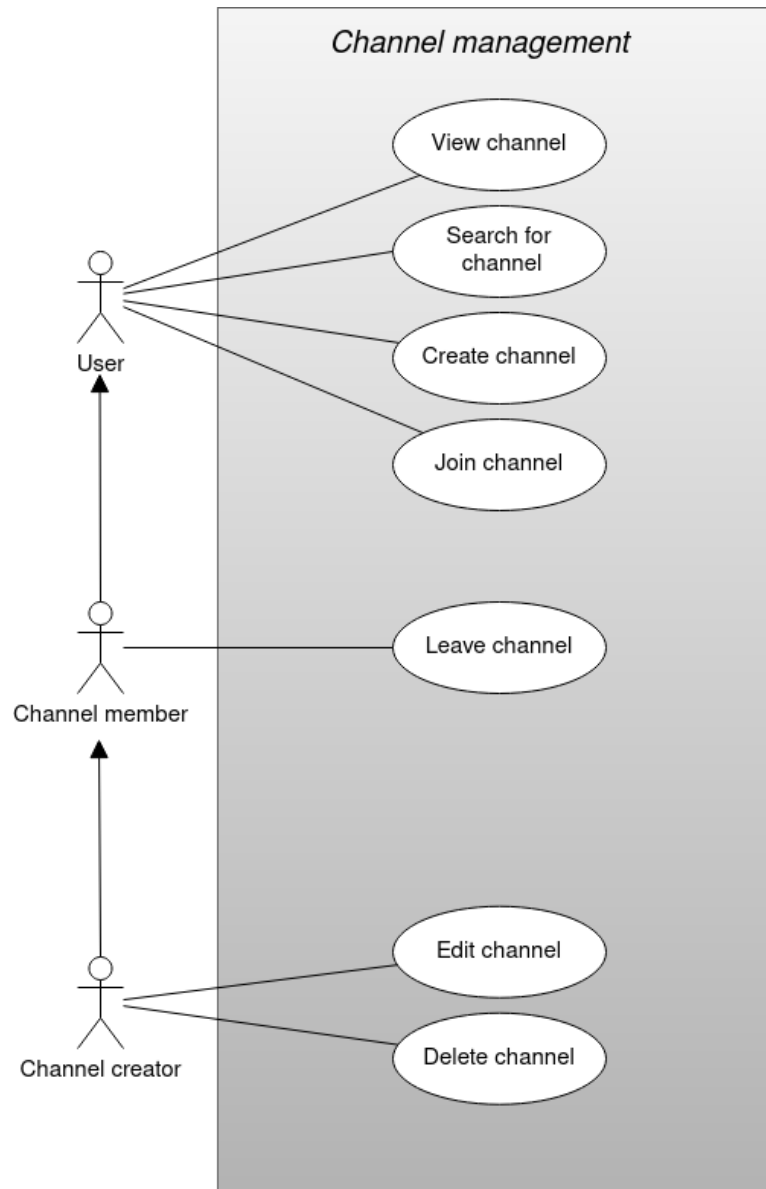 Channel management
View channel
Search for
channel
User
Create channel
Join channel
Channel member
Leave channel
Edit channel
Channel creator
Delete channel